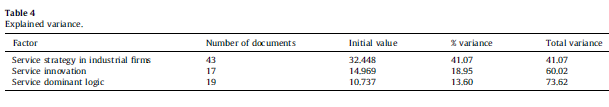 Table 4
Explained variance.
Factor Number of documents Initial value % variance Total variance
Service strategy in industrial firms 43 32.448 41.07 41.07
Service innovation 17 14.969 18.95 60.02
Service dominant logic 19 10.737 13.60 73.62